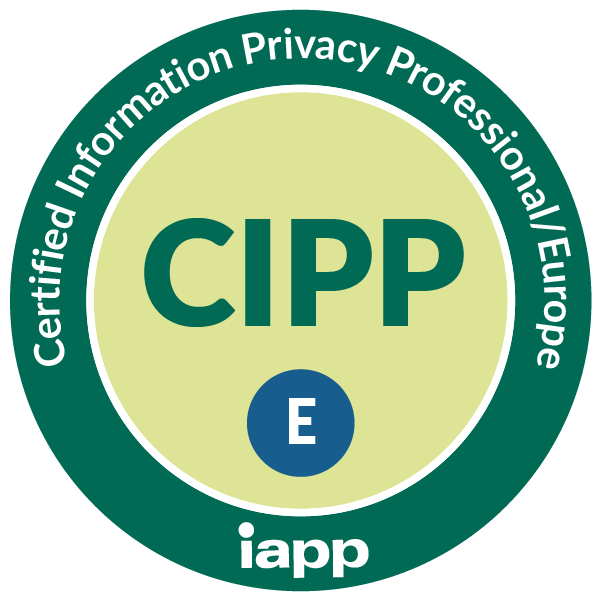 Certified Information Privacy Professional/Europe
CIPP
E
iapp